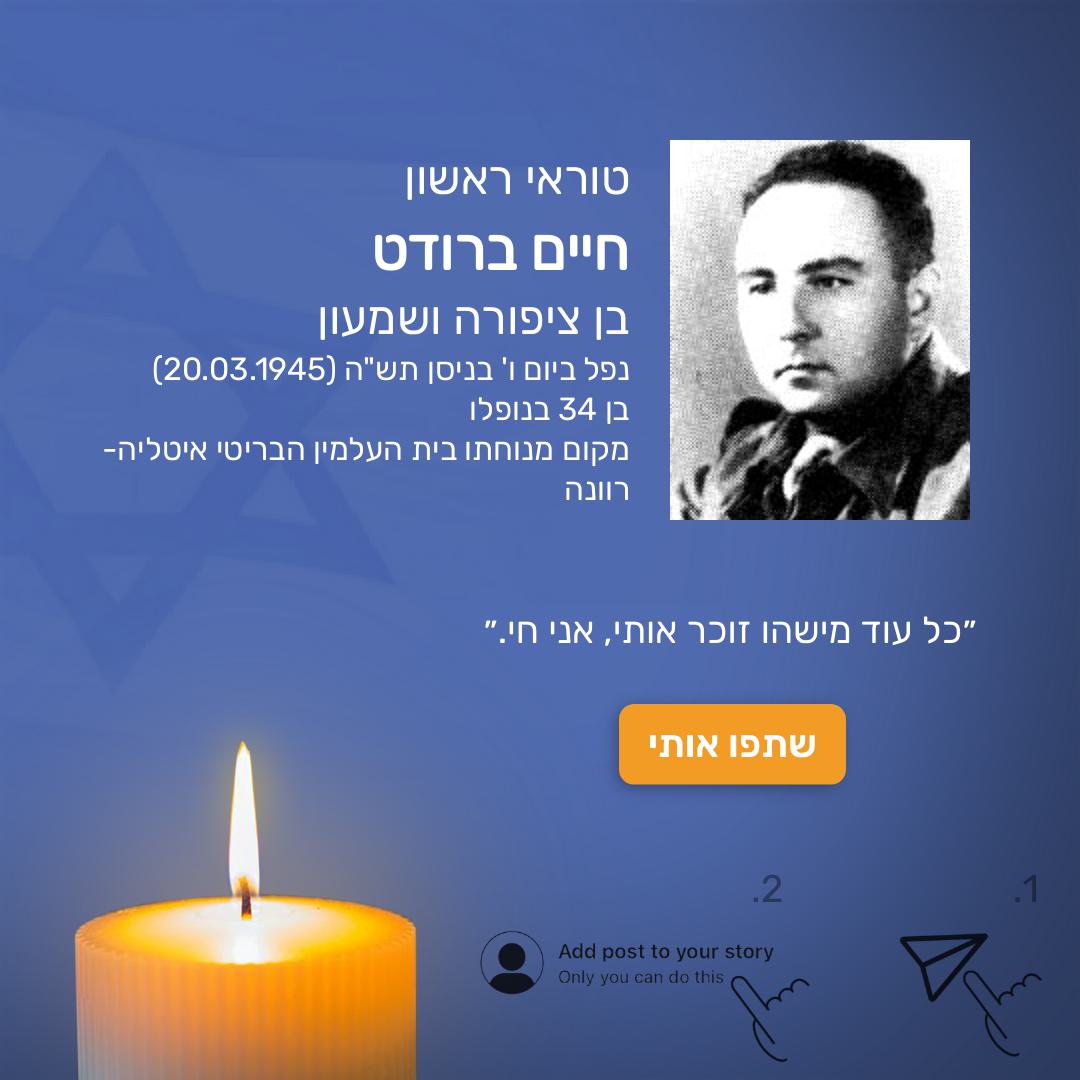 טוראי ראשון
חיים ברודט
בן ציפורה ושמעון
נפל ביום ו' בניסן תש"ה (20.03.1945)
בן 34 בנופלו
מקום מנוחתו בית העלמין הבריטי איטליה-
רוונה
״כל עוד מישהו זוכר אותי, אני חי.״
שתפו אותי
1.
2.
Add post to your story
Only you can do this